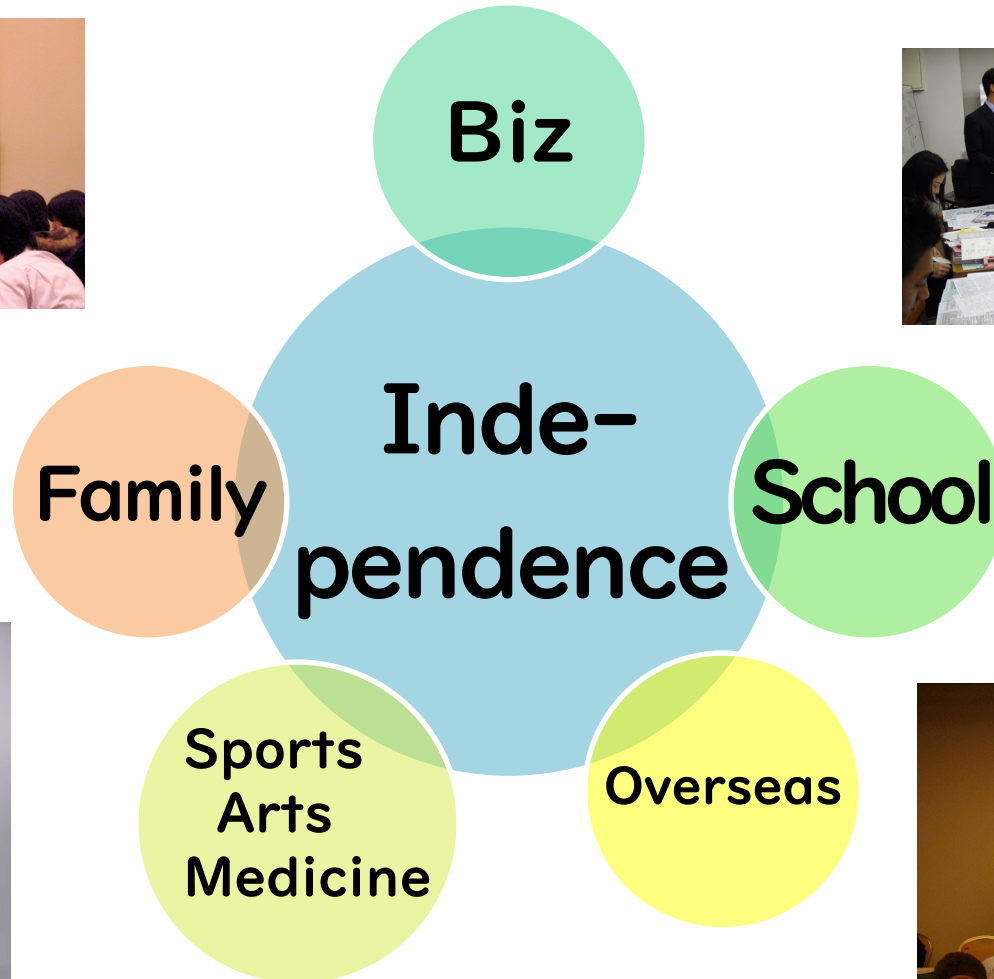 Biz
Inde-
pendence
Family
School
Sports
Arts
Medicine
Overseas